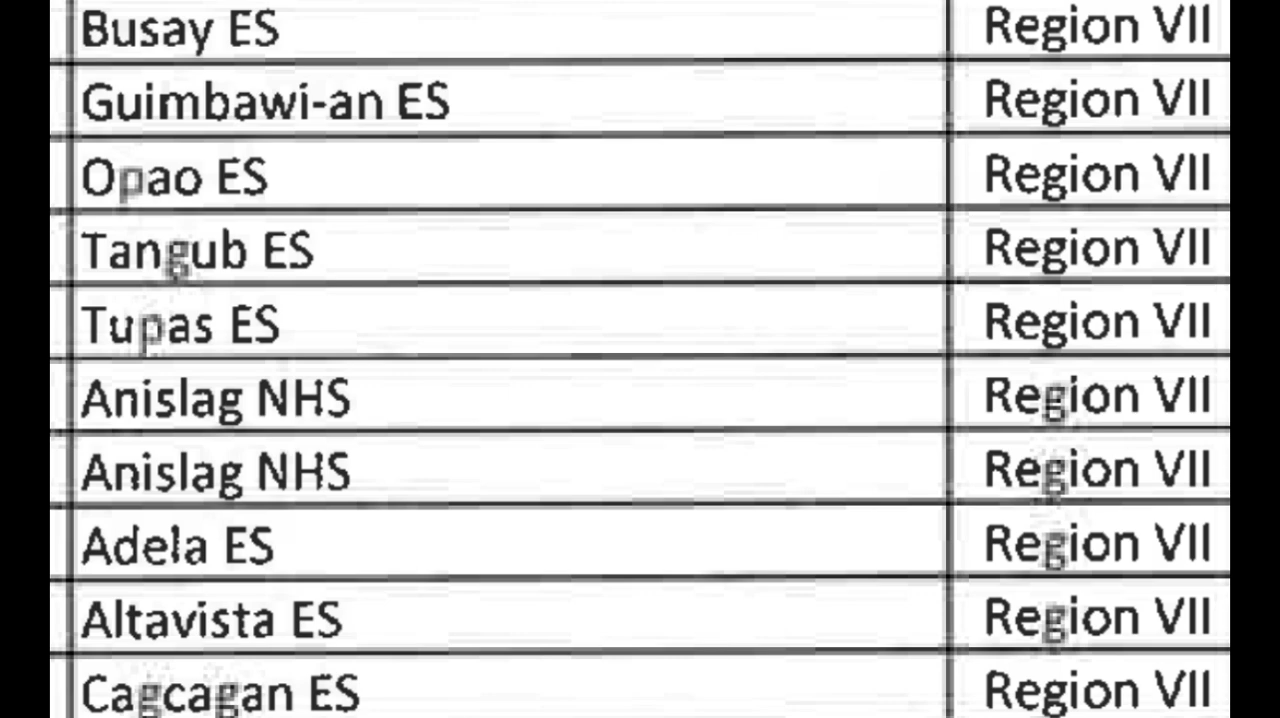 Busay ES Region VII
Guimbawi-an ES Region VII
Opao ES Region VII
Tangub ES Region VII
Tupas ES Region VII
Anislag NHS Region VII
Anislag NHS Region VII
Adela ES Region VII
Altavista ES Region VII
Cagcagan ES Region VII